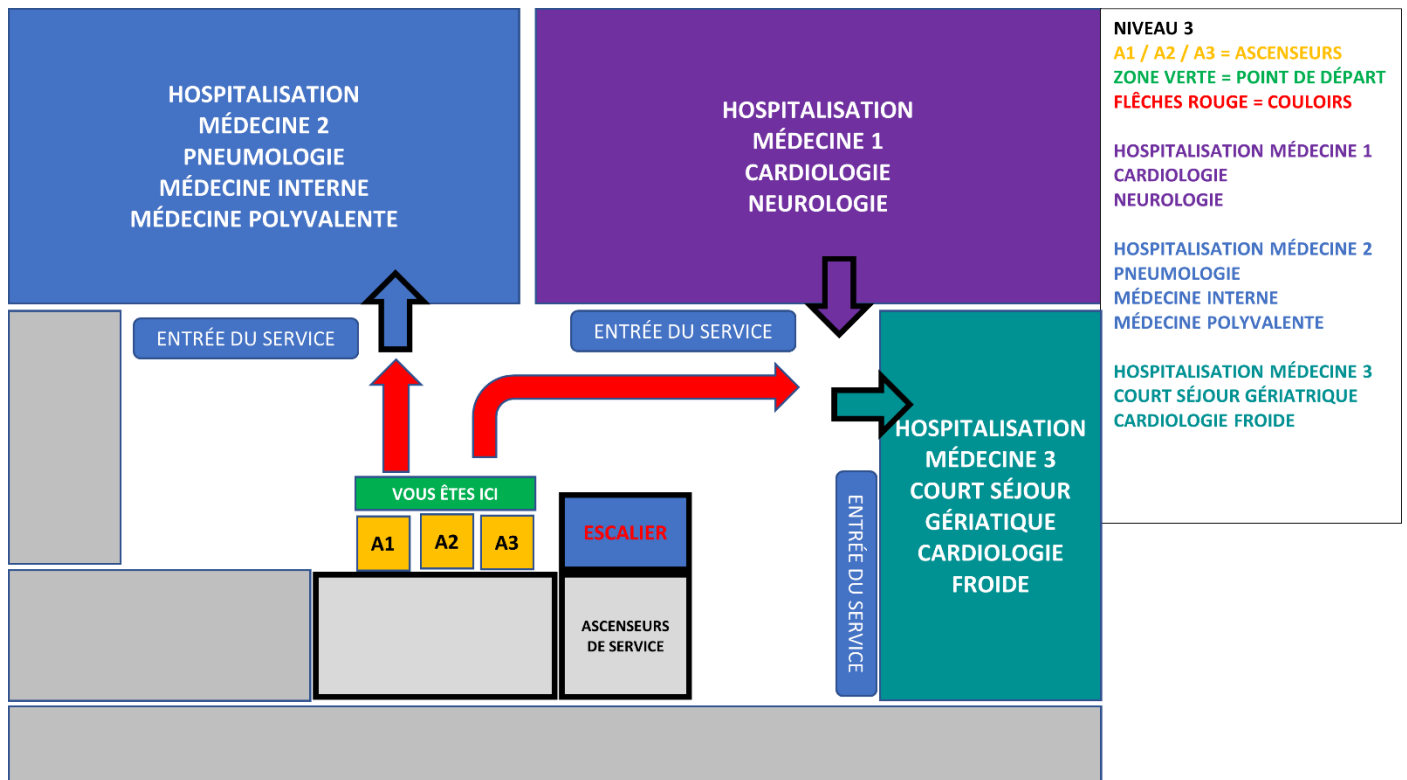 HOSPITALISATION
MÉDECINE 2
PNEUMOLOGIE
MÉDECINE INTERNE
MÉDECINE POLYVALENTE
HOSPITALISATION
MÉDECINE 1
CARDIOLOGIE
NEUROLOGIE
NIVEAU 3
A1 / A2 / A3 = ASCENSEURS
ZONE VERTE = POINT DE DÉPART
FLÊCHES ROUGE = COULOIRS
HOSPITALISATION MÉDECINE 1
CARDIOLOGIE
NEUROLOGIE
HOSPITALISATION MÉDECINE 2
PNEUMOLOGIE
MÉDECINE INTERNE
MÉDECINE POLYVALENTE
HOSPITALISATION MÉDECINE 3
COURT SÉJOUR GÉRIATRIQUE
CARDIOLOGIE FROIDE
ENTRÉE DU SERVICE
ENTRÉE DU SERVICE
HOSPITALISATION
MÉDECINE 3
COURT SÉJOUR
GÉRIATIQUE
CARDIOLOGIE
FROIDE
ENTRÉE DU SERVICE
VOUS ÊTES ICI
A1
A2
A3
ESCALIER
ASCENSEURS
DE SERVICE